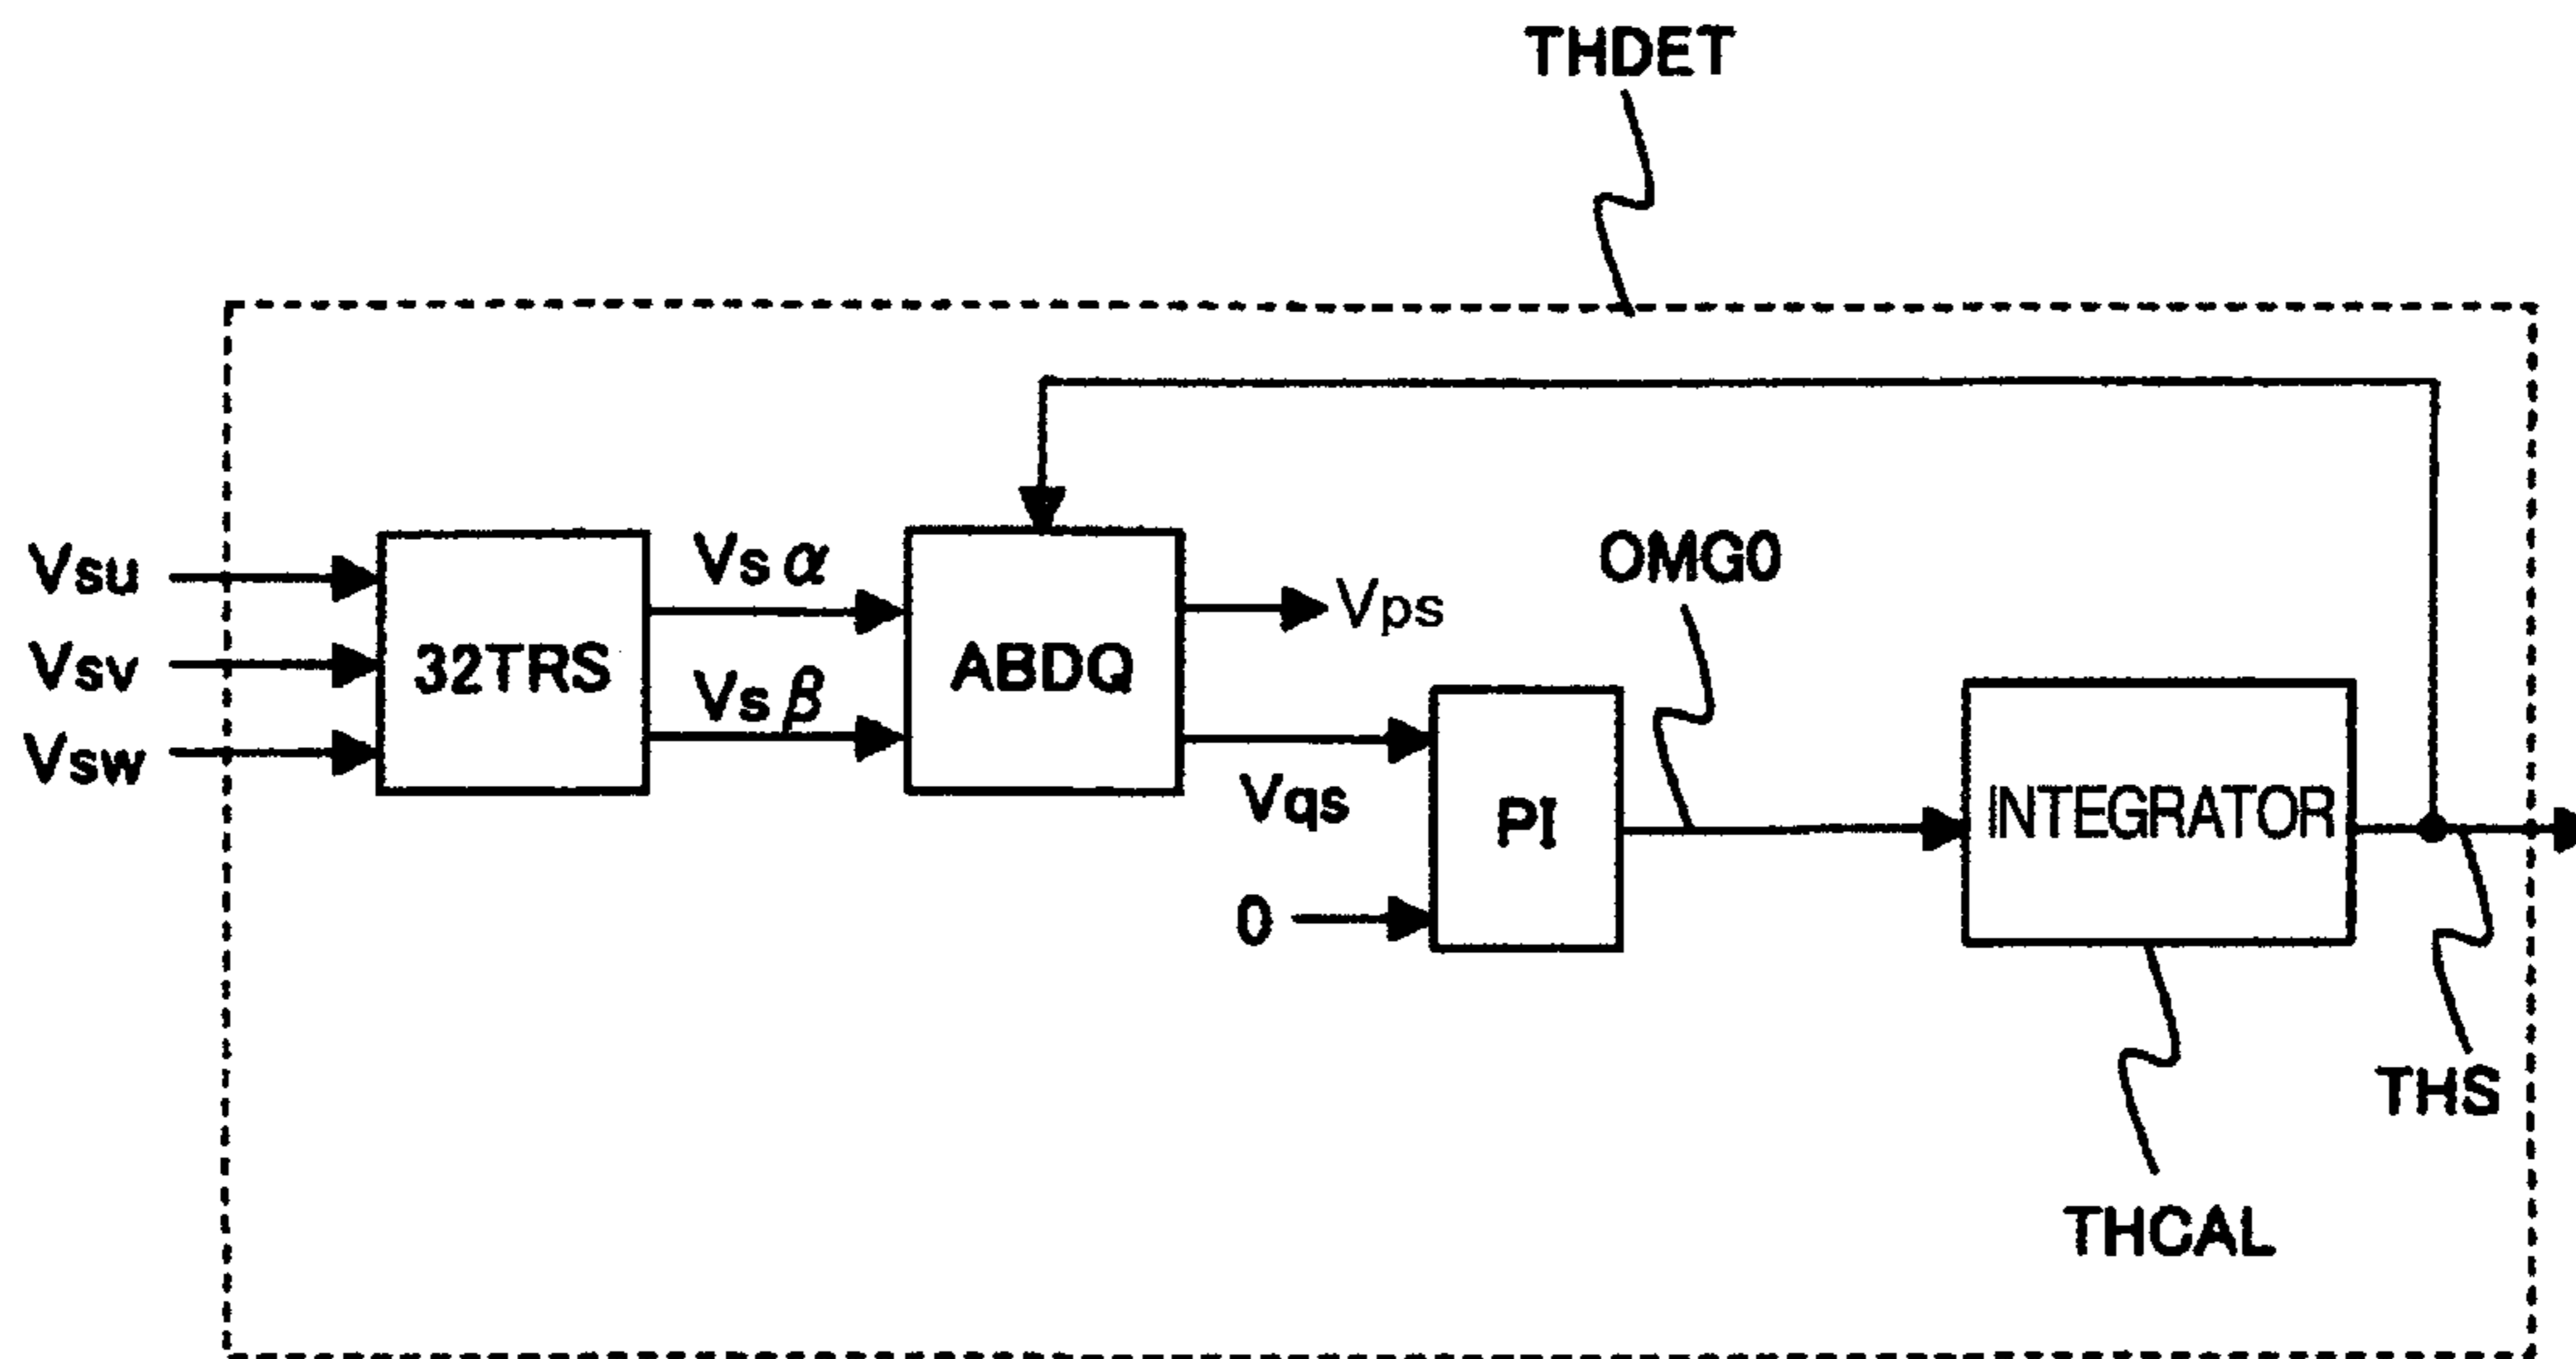 THDET
Vsu
Vsv
Vsw
32TRS
Vsα
Vsβ
ABDQ
Vps
Vqs
0
PI
OMG0
INTEGRATOR
THS
THCAL